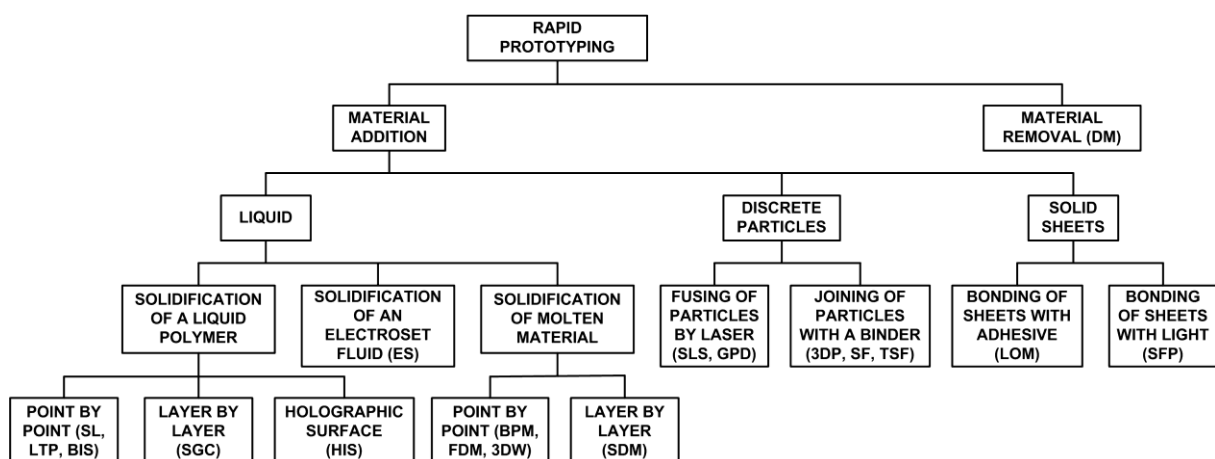 RAPID
PROTOTYPING
MATERIAL
ADDITION
MATERIAL
REMOVAL (DM)
LIQUID
DISCRETE
PARTICLES
SOLID
SHEETS
SOLIDIFICATION
OF A LIQUID
POLYMER
SOLIDIFICATION
OF AN
ELECTROSET
FLUID (ES)
SOLIDIFICATION
OF MOLTEN
MATERIAL
FUSING OF
PARTICLES
BY LASER
(SLS, GPD)
JOINING OF
PARTICLES
WITH A BINDER
(3DP, SF, TSF)
BONDING OF
SHEETS WITH
ADHESIVE
(LOM)
BONDING
OF SHEETS
WITH LIGHT
(SFP)
POINT BY
POINT (SL,
LTP, BIS)
LAYER BY
LAYER
(SGC)
HOLOGRAPHIC
SURFACE
(HIS)
POINT BY
POINT (BPM,
FDM, 3DW)
LAYER BY
LAYER
(SDM)